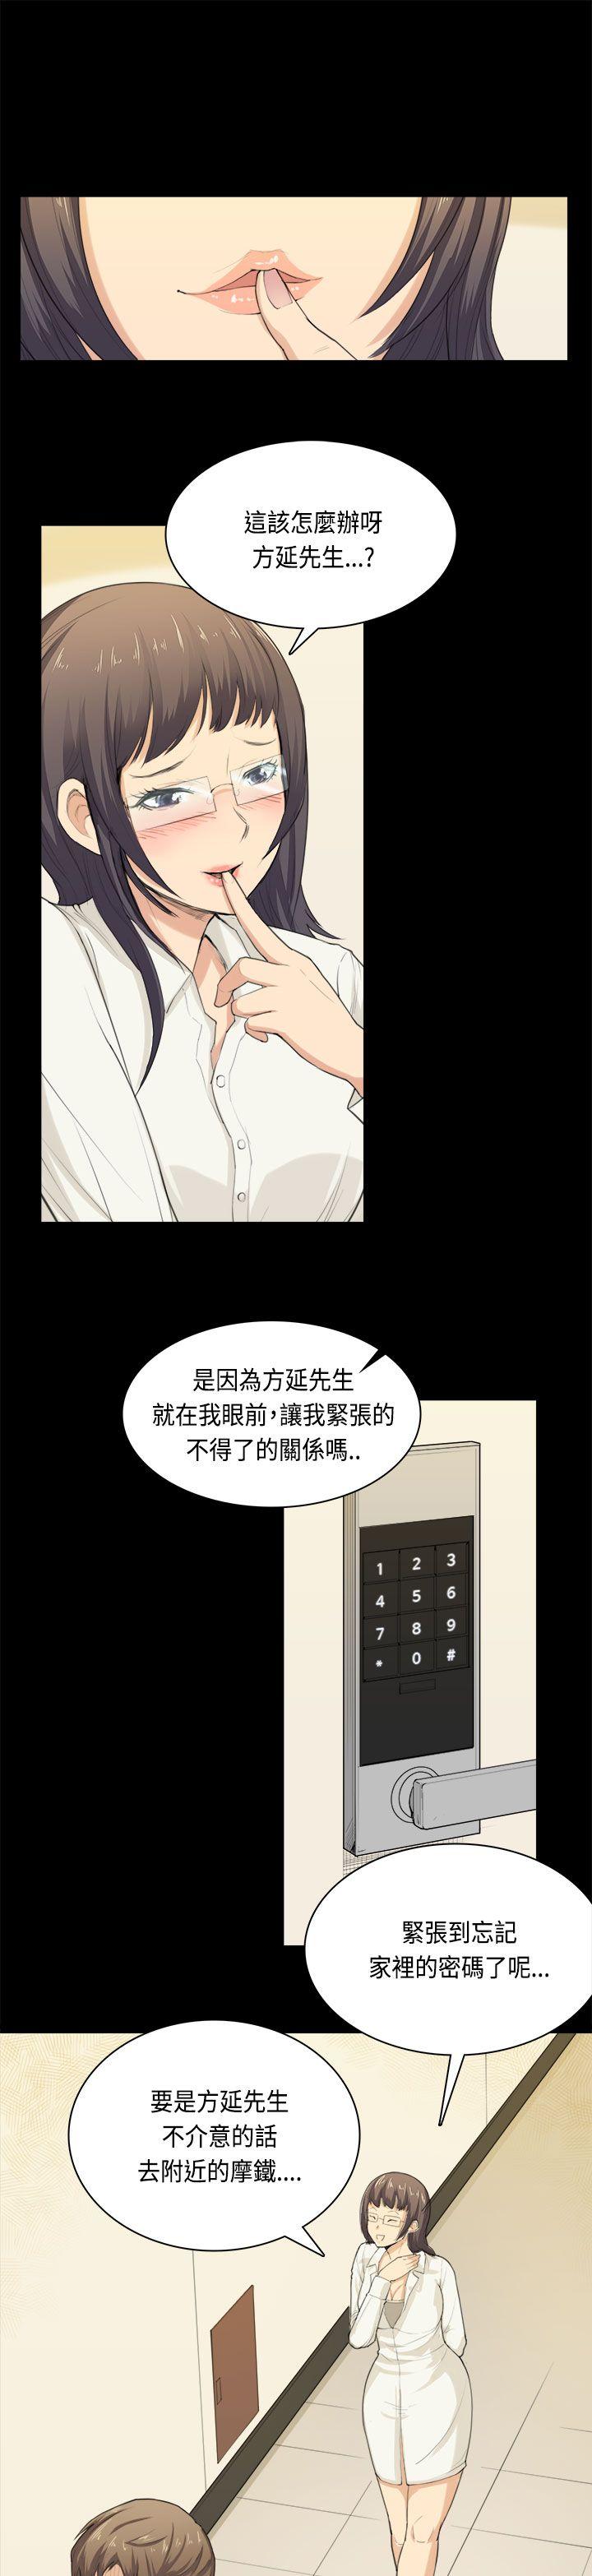 這該怎麼辦呀
方延先生...?
是因為方延先生
就在我眼前，讓我緊張的
不得了的關係嗎..
1 2 3
4 5 6
7 8 9
* 0 #
緊張到忘記
家裡的密碼了呢...
要是方延先生
不介意的話
去附近的摩鐵....